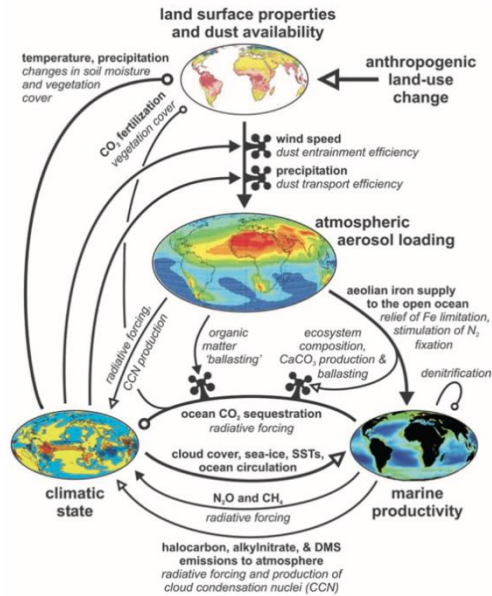 land surface properties
and dust availability
temperature, precipitation
changes in soil moisture
and vegetation
cover
anthropogenic
land-use
change
CO₂ fertilization
vegetation cover
wind speed
dust entrainment efficiency
precipitation
dust transport efficiency
atmospheric
aerosol loading
aeolian iron supply
to the open ocean
relief of Fe limitation,
stimulation of N₂
fixation
radiative forcing,
CCN production
organic
matter
'ballasting'
ecosystem
composition,
CaCO₃ production &
ballasting
denitrification
ocean CO₂ sequestration
radiative forcing
cloud cover, sea-ice, SSTs,
ocean circulation
climatic
state
marine
productivity
N₂O and CH₄
radiative forcing
halocarbon, alkylnitrate, & DMS
emissions to atmosphere
radiative forcing and production of
cloud condensation nuclei (CCN)